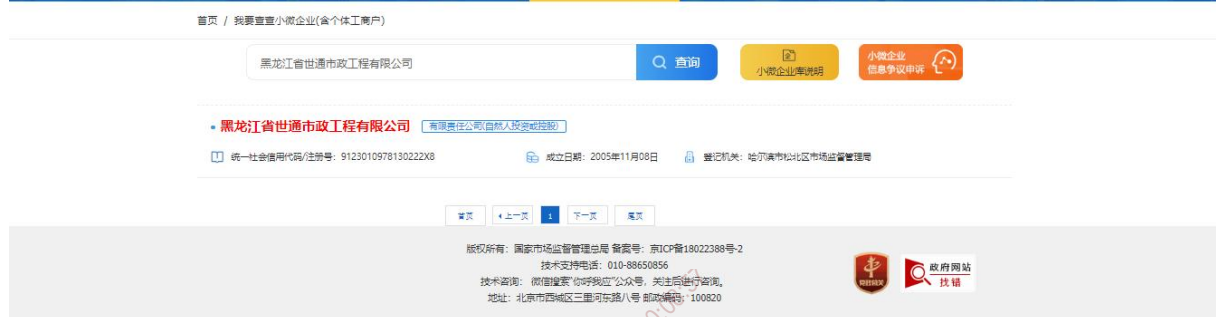 首页 / 我要查查小微企业(含个体工商户)
黑龙江省世通市政工程有限公司
查询
小微企业库说明
小微企业
信息争议申诉
黑龙江省世通市政工程有限公司
有限责任公司(自然人投资或控股)
统一社会信用代码/注册号：9123010978130222X8 成立日期：2005年11月08日 登记机关：哈尔滨市松北区市场监督管理局
首页 上一页 1 下一页 尾页
版权所有：国家市场监督管理总局 备案号：京ICP备18022388号-2
技术支持电话：010-88650856
技术咨询： 微信搜索“你呼我应”公众号，关注后进行咨询。
地址：北京市西城区三里河东路八号 邮政编码：100820
党政机关
政府网站
找错